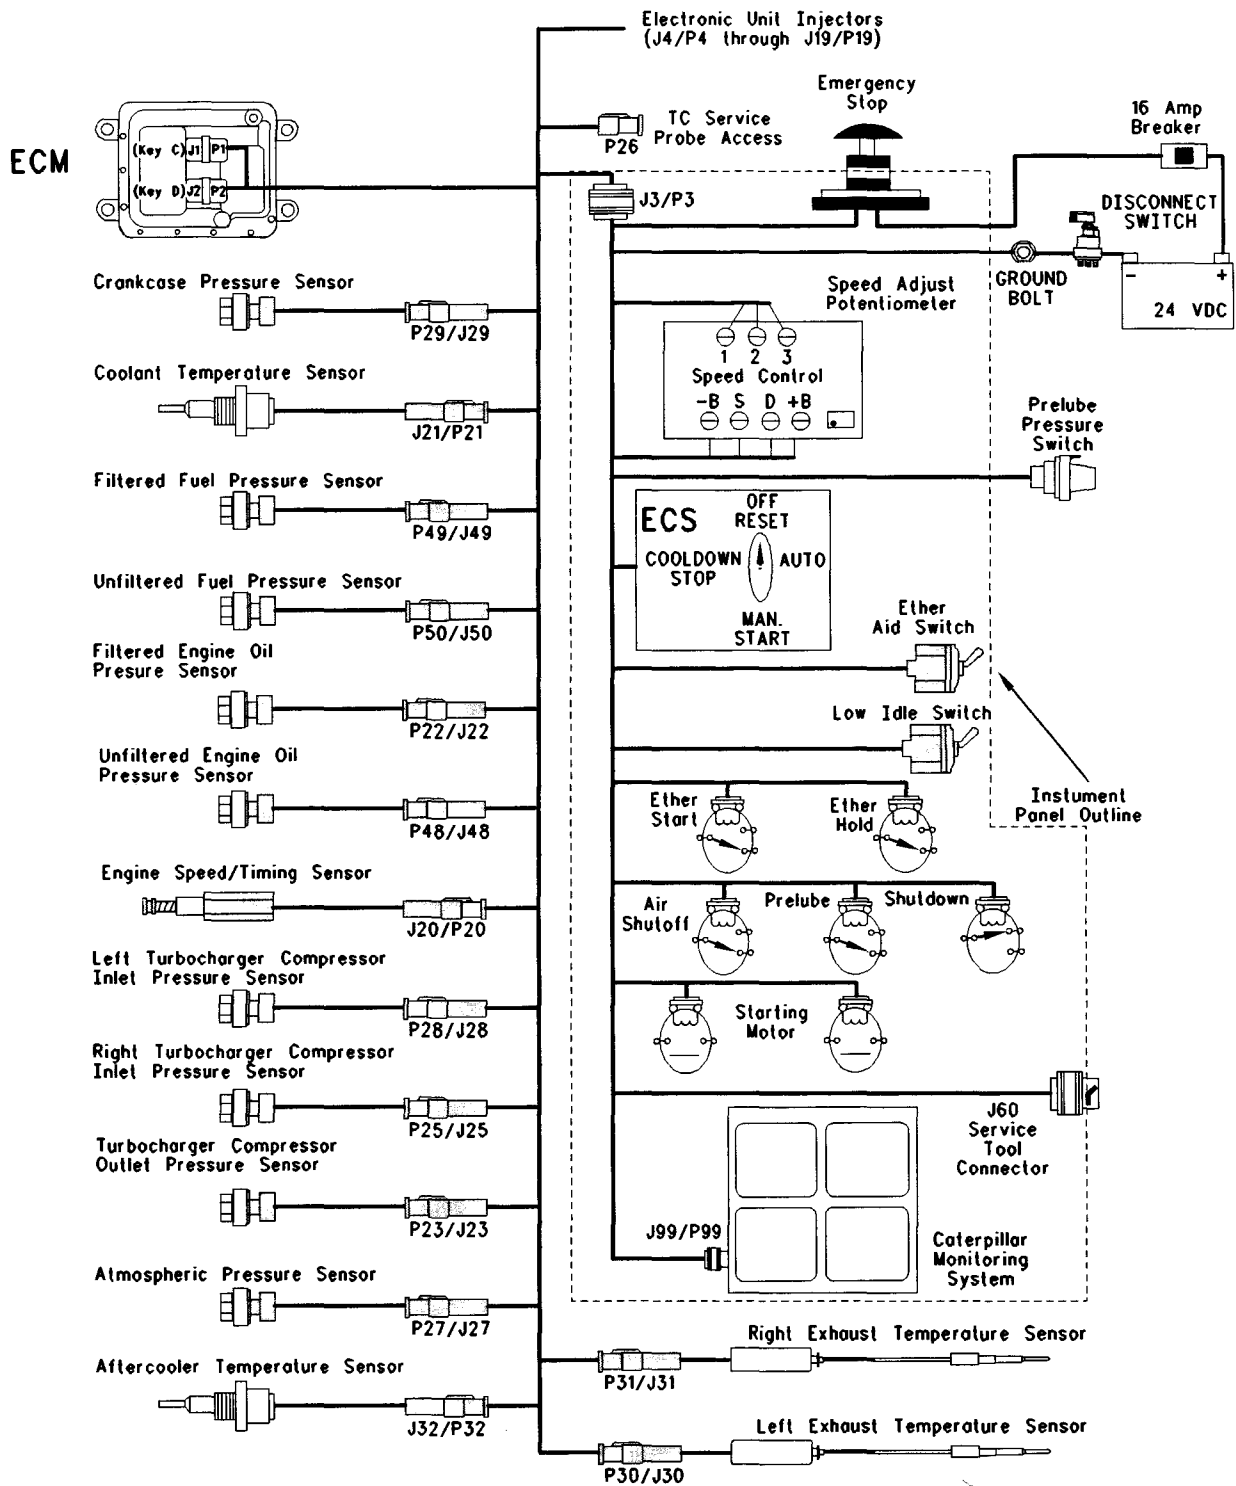 Electronic Unit Injectors
(J4/P4 through J19/P19)
ECM
(Key C)
J1
P1
(Key D)
J2
P2
P26
TC Service
Probe Access
Emergency
Stop
16 Amp
Breaker
J3/P3
DISCONNECT
SWITCH
GROUND
BOLT
-
+
24 VDC
Speed Adjust
Potentiometer
1 2 3
Speed Control
-B S D +B
Prelube
Pressure
Switch
ECS
OFF
RESET
COOLDOWN
STOP
AUTO
MAN.
START
Ether
Aid Switch
Low Idle Switch
Instument
Panel Outline
Ether
Start
Ether
Hold
Air
Shutoff
Prelube
Shutdown
Starting
Motor
J60
Service
Tool
Connector
J99/P99
Caterpillar
Monitoring
System
Crankcase Pressure Sensor
P29/J29
Coolant Temperature Sensor
J21/P21
Filtered Fuel Pressure Sensor
P49/J49
Unfiltered Fuel Pressure Sensor
P50/J50
Filtered Engine Oil
Presure Sensor
P22/J22
Unfiltered Engine Oil
Pressure Sensor
P48/J48
Engine Speed/Timing Sensor
J20/P20
Left Turbocharger Compressor
Inlet Pressure Sensor
P28/J28
Right Turbocharger Compressor
Inlet Pressure Sensor
P25/J25
Turbocharger Compressor
Outlet Pressure Sensor
P23/J23
Atmospheric Pressure Sensor
P27/J27
Aftercooler Temperature Sensor
J32/P32
Right Exhaust Temperature Sensor
P31/J31
Left Exhaust Temperature Sensor
P30/J30